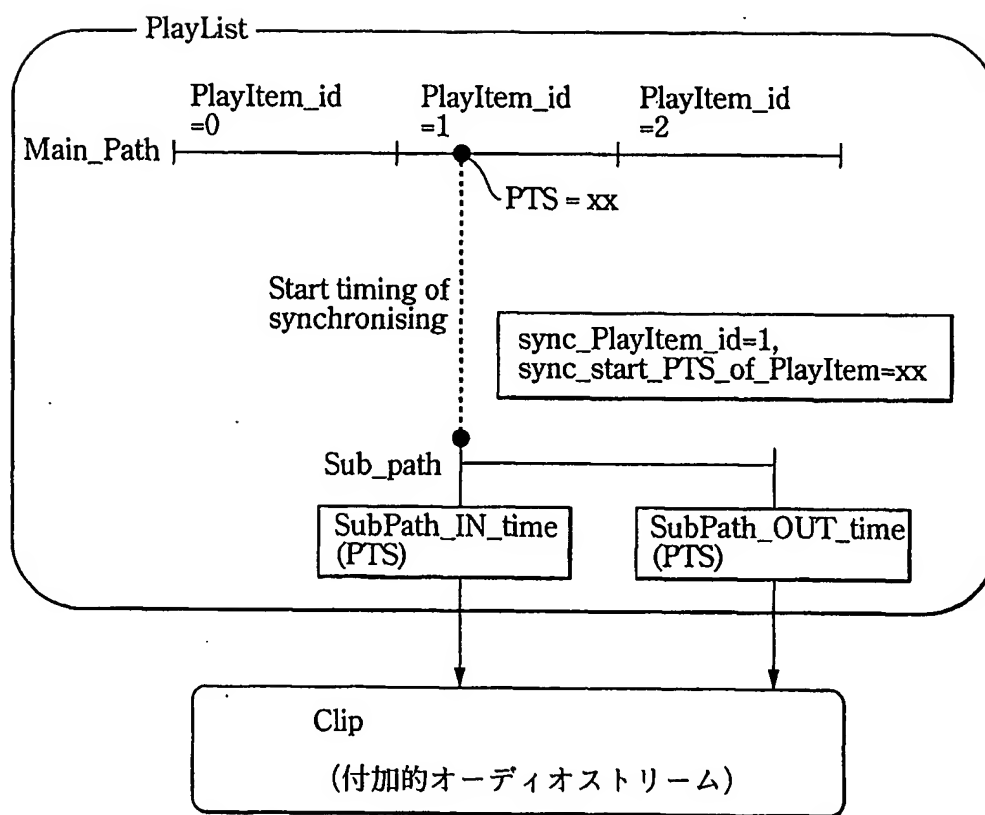 PlayList
PlayItem_id
=0
PlayItem_id
=1
PlayItem_id
=2
Main_Path
PTS = xx
Start timing of
synchronising
sync_PlayItem_id=1,
sync_start_PTS_of_PlayItem=xx
Sub_path
SubPath_IN_time
(PTS)
SubPath_OUT_time
(PTS)
Clip
(付加的オーディオストリーム)